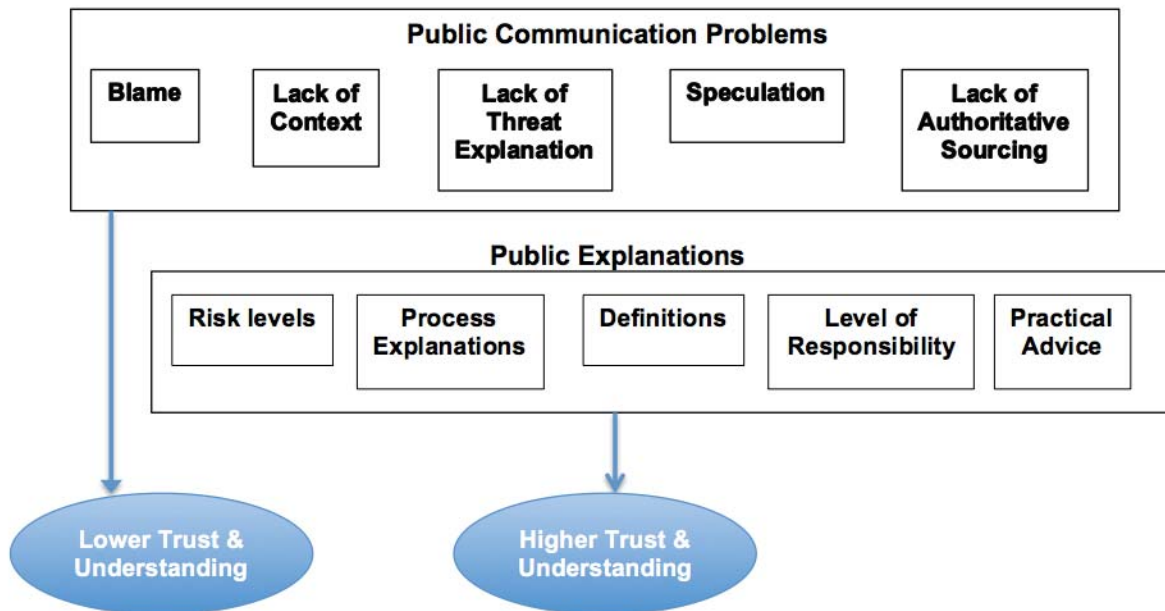 Public Communication Problems
Blame
Lack of
Context
Lack of
Threat
Explanation
Speculation
Lack of
Authoritative
Sourcing
Public Explanations
Risk levels
Process
Explanations
Definitions
Level of
Responsibility
Practical
Advice
Lower Trust &
Understanding
Higher Trust &
Understanding